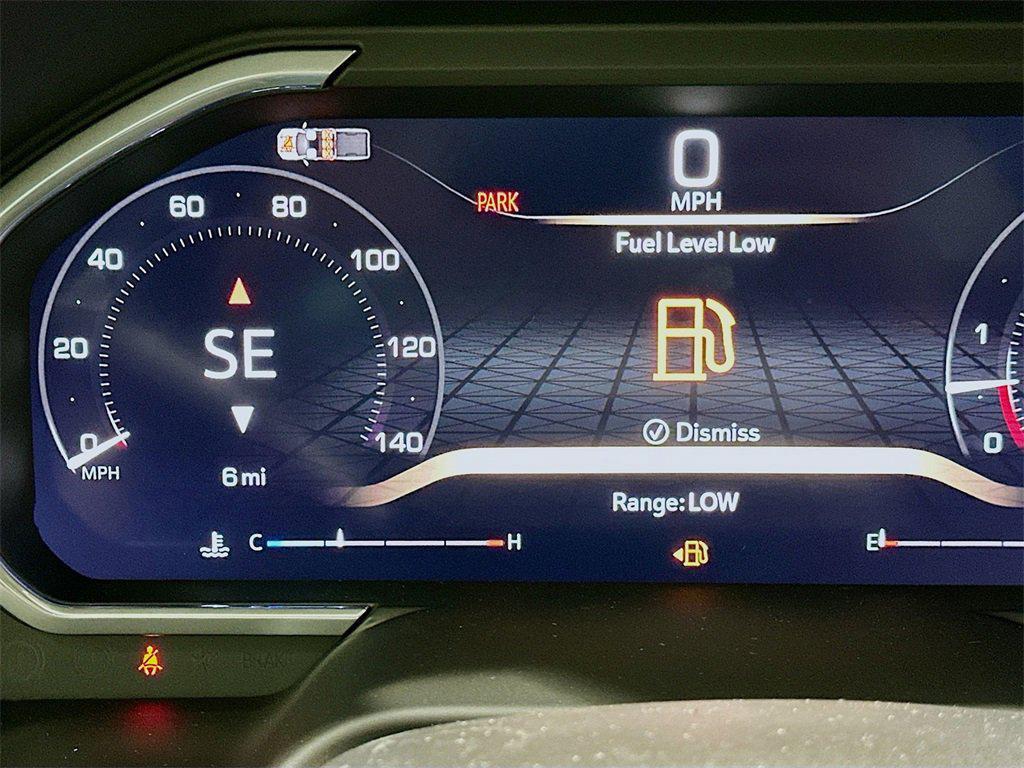 0
MPH
PARK
Fuel Level Low
60
80
40
100
20
120
SE
1
0
140
0
MPH
Dismiss
6 mi
Range: LOW
C
H
E
BRAKE